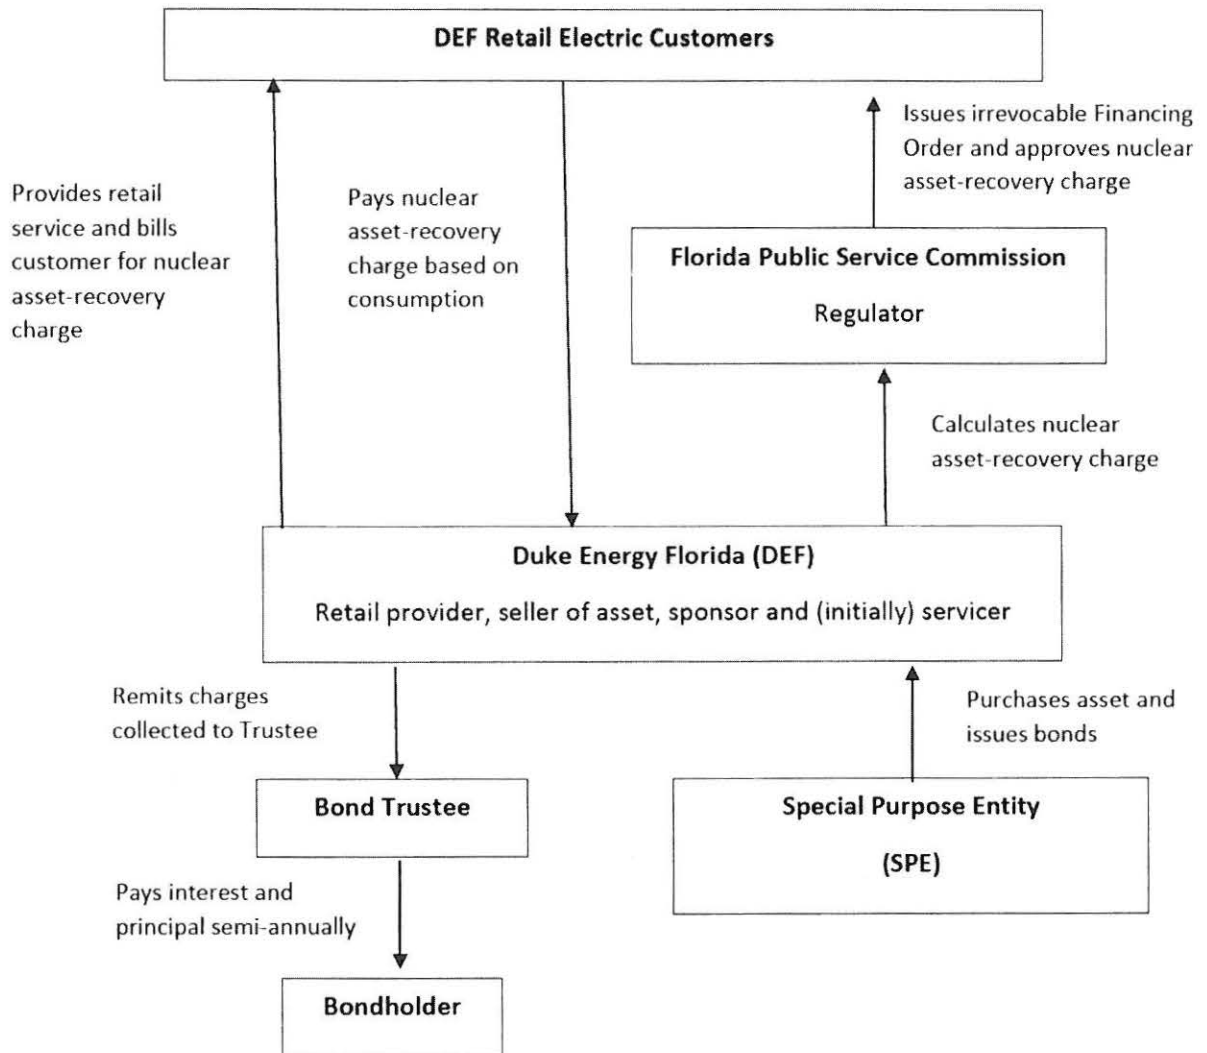 DEF Retail Electric Customers
Issues irrevocable Financing
Order and approves nuclear
asset-recovery charge
Provides retail
service and bills
customer for nuclear
asset-recovery
charge
Pays nuclear
asset-recovery
charge based on
consumption
Florida Public Service Commission
Regulator
Calculates nuclear
asset-recovery charge
Duke Energy Florida (DEF)
Retail provider, seller of asset, sponsor and (initially) servicer
Remits charges
collected to Trustee
Purchases asset and
issues bonds
Bond Trustee
Special Purpose Entity
(SPE)
Pays interest and
principal semi-annually
Bondholder